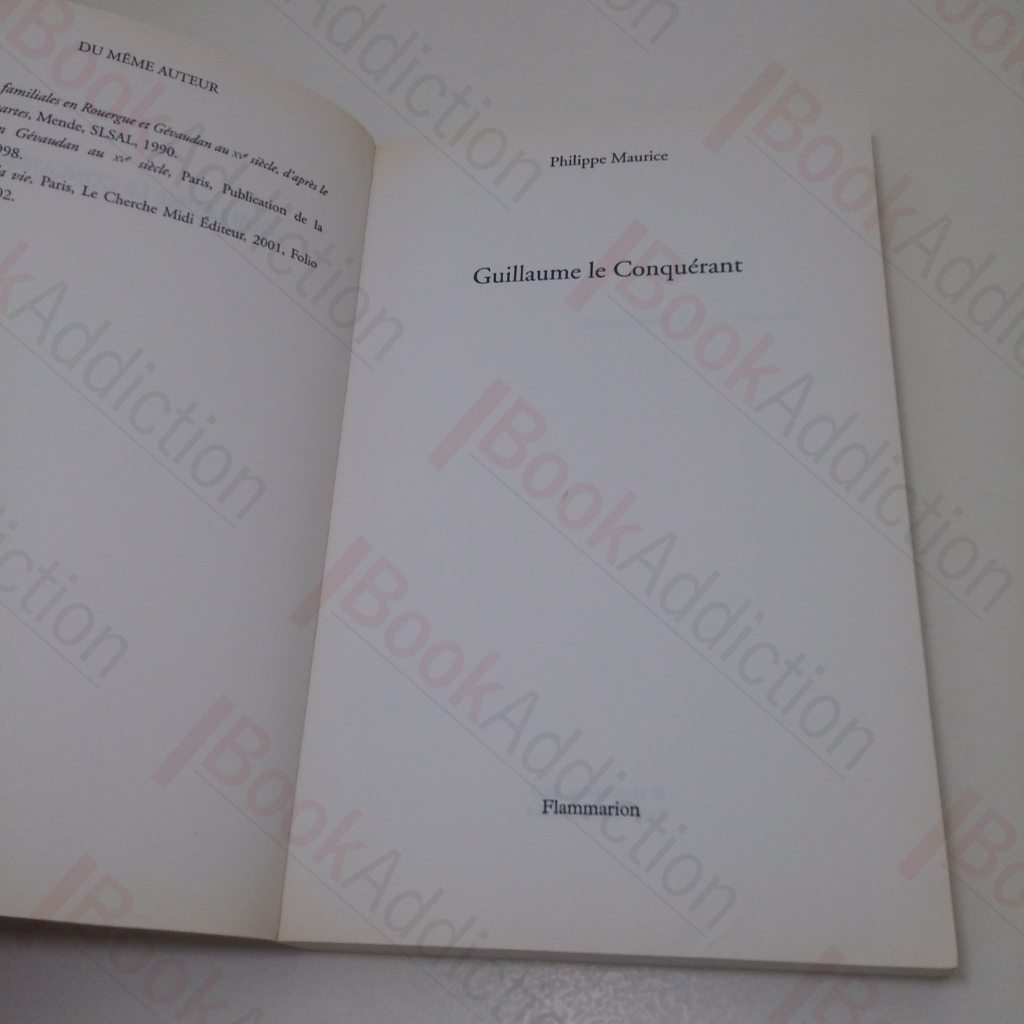 DU MÊME AUTEUR
familiales en Rouergue et Gévaudan au XVe siècle, d'après le
artes, Mende, SLSAL, 1990.
n Gévaudan au XVe siècle, Paris, Publication de la
998.
la vie, Paris, Le Cherche Midi Éditeur, 2001, Folio
02.
Philippe Maurice
Guillaume le Conquérant
Flammarion
BookAddiction